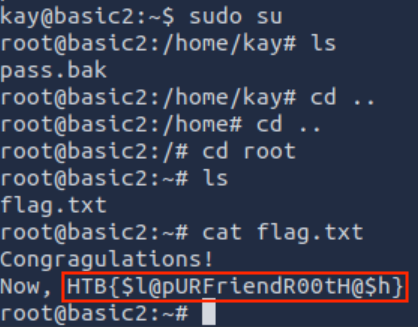 kay@basic2:~$ sudo su
root@basic2:/home/kay# ls
pass.bak
root@basic2:/home/kay# cd ..
root@basic2:/home# cd ..
root@basic2:/# cd root
root@basic2:~# ls
flag.txt
root@basic2:~# cat flag.txt
Congragulations!
Now, HTB{$l@pURFriendR00tH@$h}
root@basic2:~#